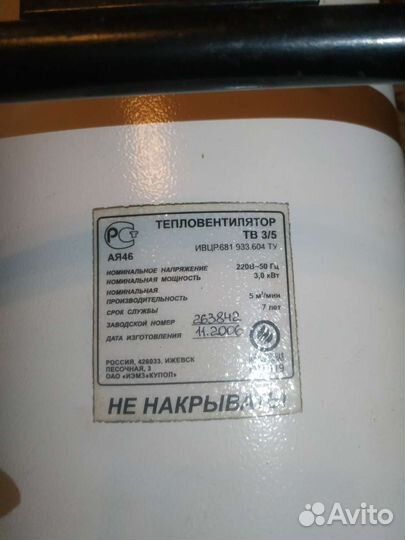 ТЕПЛОВЕНТИЛЯТОР
ТВ 3/5
ИВЦР.681 933.604 ТУ
АЯ46
НОМИНАЛЬНОЕ НАПРЯЖЕНИЕ 220В~50 Гц
НОМИНАЛЬНАЯ МОЩНОСТЬ 3,0 кВт
НОМИНАЛЬНАЯ
ПРОИЗВОДИТЕЛЬНОСТЬ 5 м³/мин
СРОК СЛУЖБЫ 7 лет
ЗАВОДСКОЙ НОМЕР 263842
ДАТА ИЗГОТОВЛЕНИЯ 11.2006
РОССИЯ, 426033, ИЖЕВСК
ПЕСОЧНАЯ, 3
ОАО «ИЭМЗ«КУПОЛ»
НЕ НАКРЫВАТЬ!
Avito